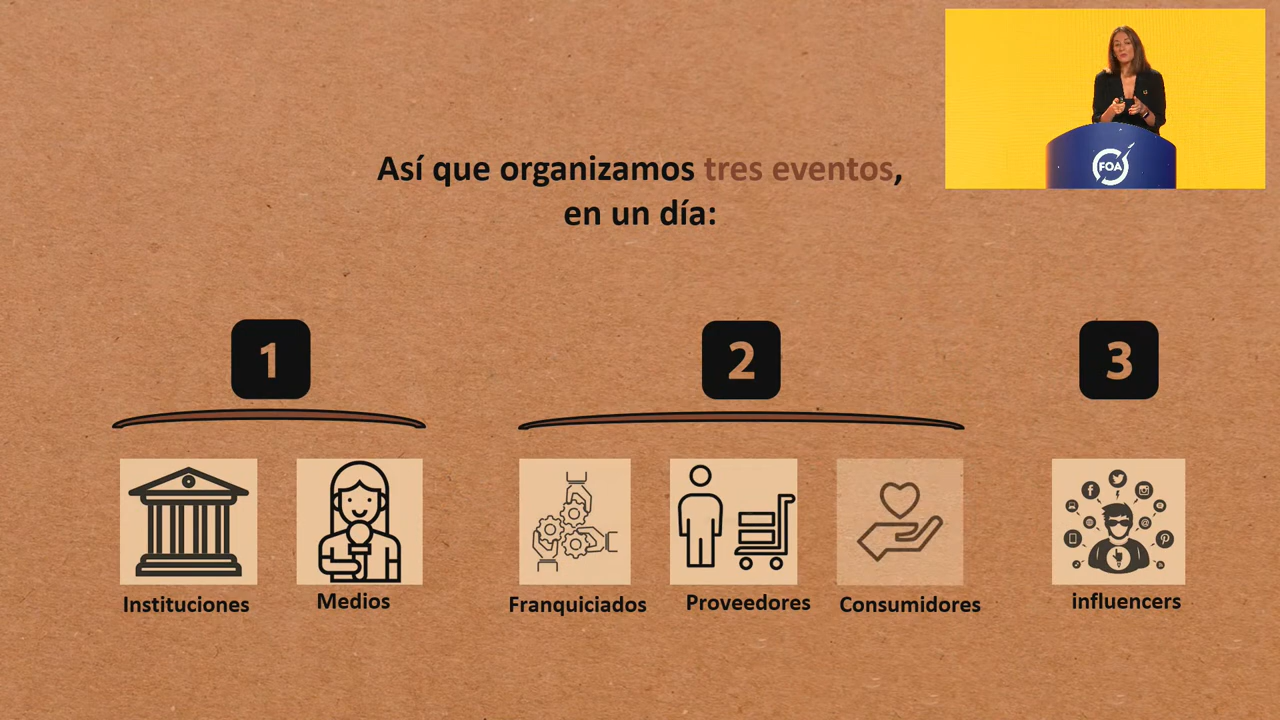 Así que organizamos tres eventos,
en un día:
FOA
1
2
3
Instituciones
Medios
Franquiciados
Proveedores
Consumidores
influencers